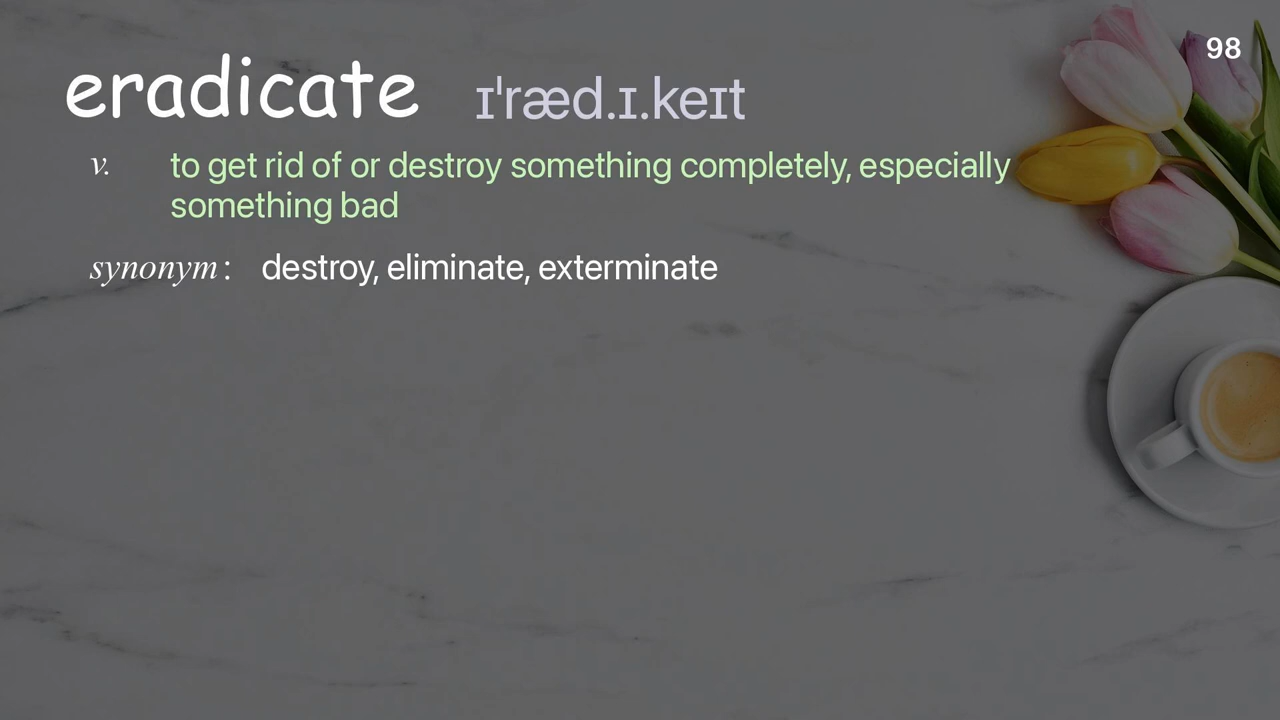 98
eradicate ɪˈræd.ɪ.keɪt
v. to get rid of or destroy something completely, especially
something bad
synonym : destroy, eliminate, exterminate